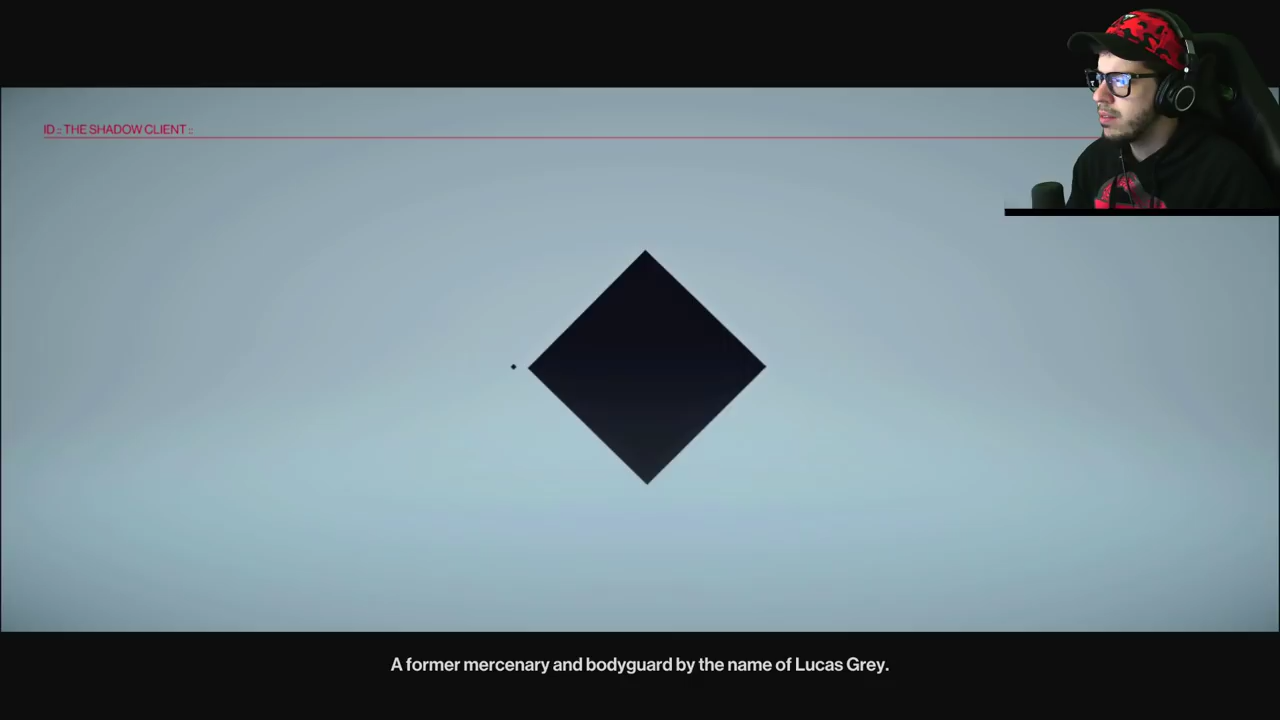 ID :: THE SHADOW CLIENT ::
A former mercenary and bodyguard by the name of Lucas Grey.